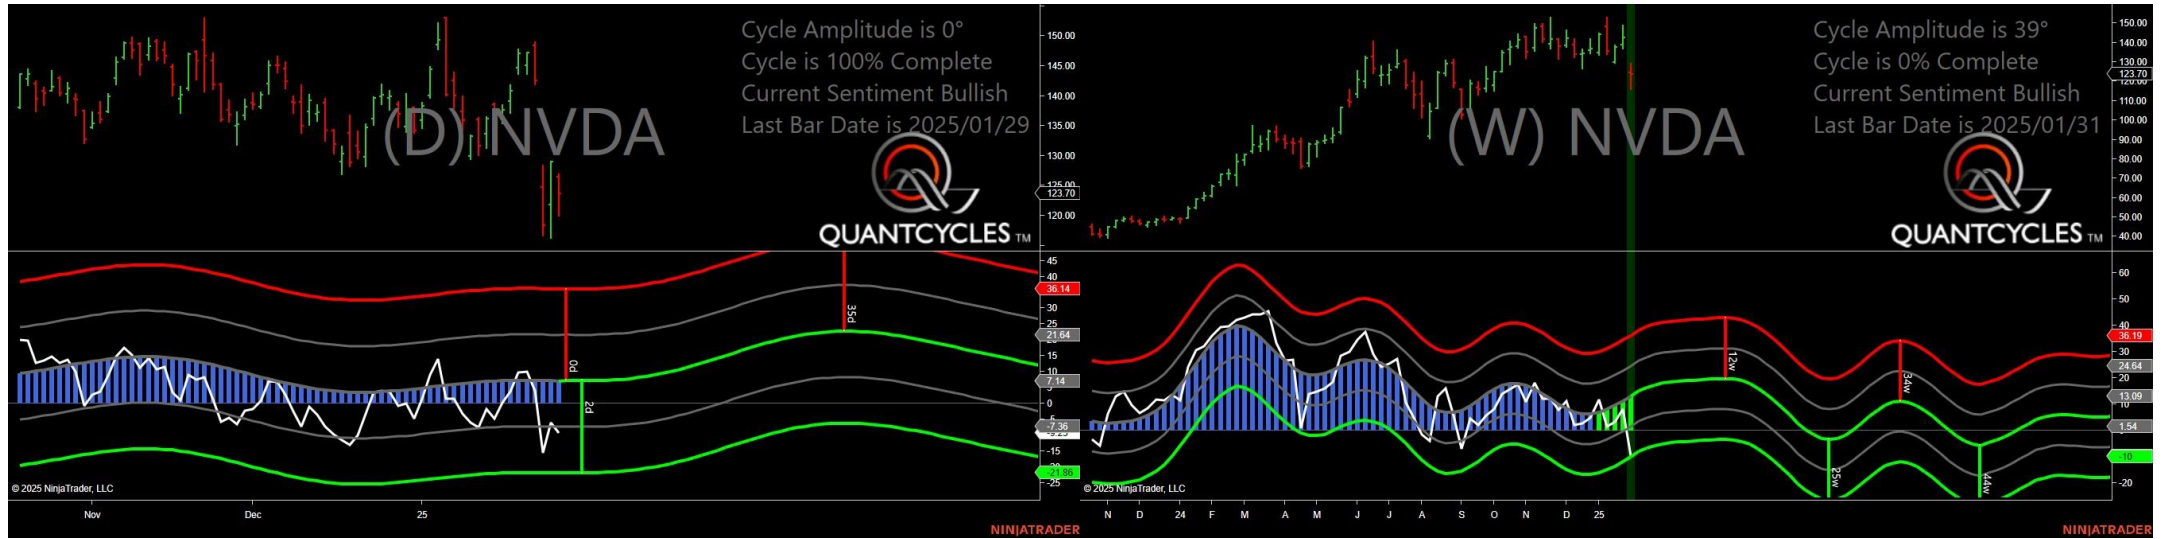 Cycle Amplitude is 0°
Cycle is 100% Complete
Current Sentiment Bullish
Last Bar Date is 2025/01/29
(D) NVDA
QUANTCYCLES TM
150.00
145.00
140.00
135.00
130.00
125.00
123.70
120.00
45
40
36.14
30
25
21.64
15
10
7.14
0
-5
-7.36
-9.25
-15
-21.86
-25
0d
2d
35d
© 2025 NinjaTrader, LLC
Nov
Dec
25
NINJATRADER
Cycle Amplitude is 39°
Cycle is 0% Complete
Current Sentiment Bullish
Last Bar Date is 2025/01/31
(W) NVDA
QUANTCYCLES TM
150.00
140.00
130.00
123.70
120.00
110.00
100.00
90.00
80.00
70.00
60.00
50.00
40.00
60
50
40
36.19
30
24.64
20
13.09
10
1.54
-10
-20
12w
25w
34w
44w
© 2025 NinjaTrader, LLC
N D 24 F M A M J J A S O N D 25
NINJATRADER